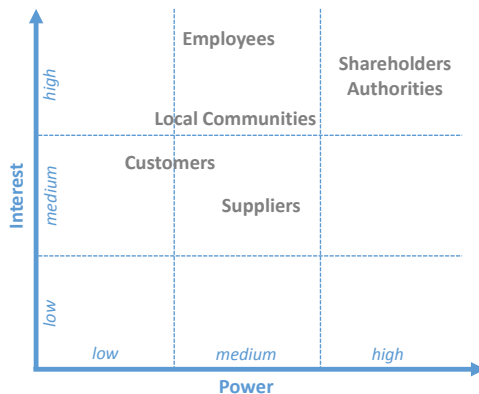 Employees
Shareholders
Authorities
high
Local Communities
Customers
Interest
medium
Suppliers
low
low medium high
Power